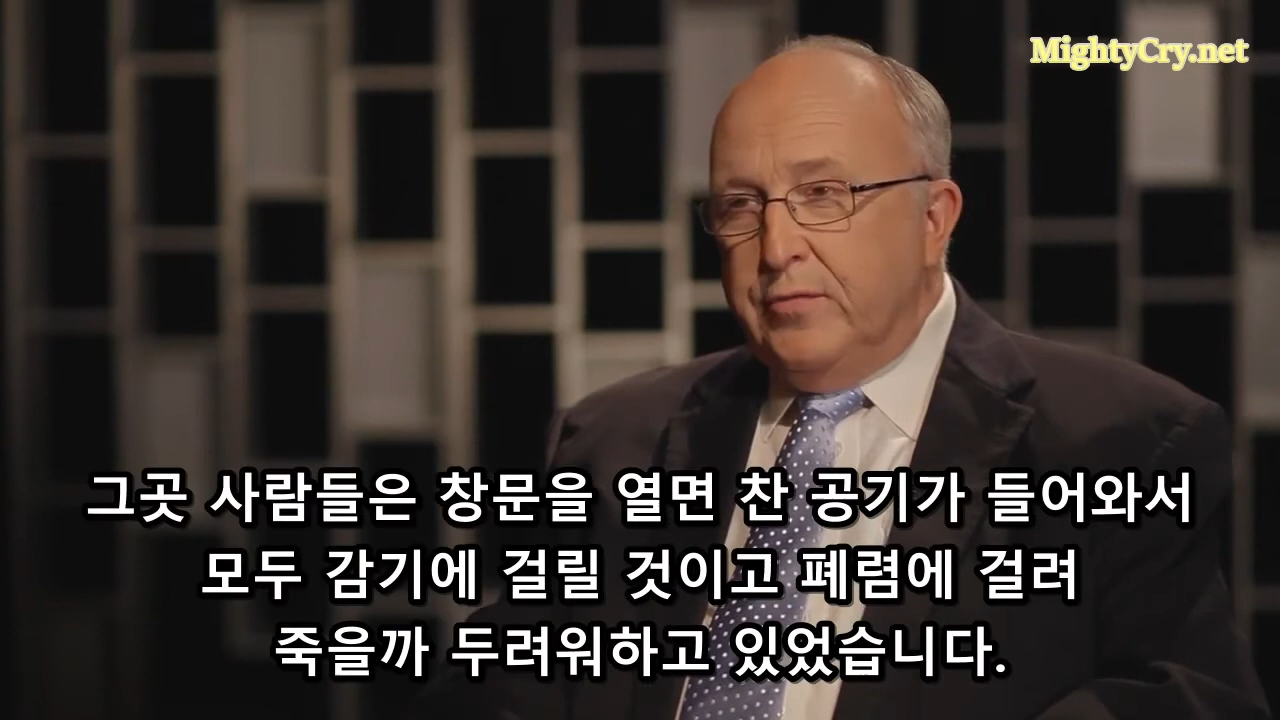 MightyCry.net
그곳 사람들은 창문을 열면 찬 공기가 들어와서
모두 감기에 걸릴 것이고 폐렴에 걸려
죽을까 두려워하고 있었습니다.